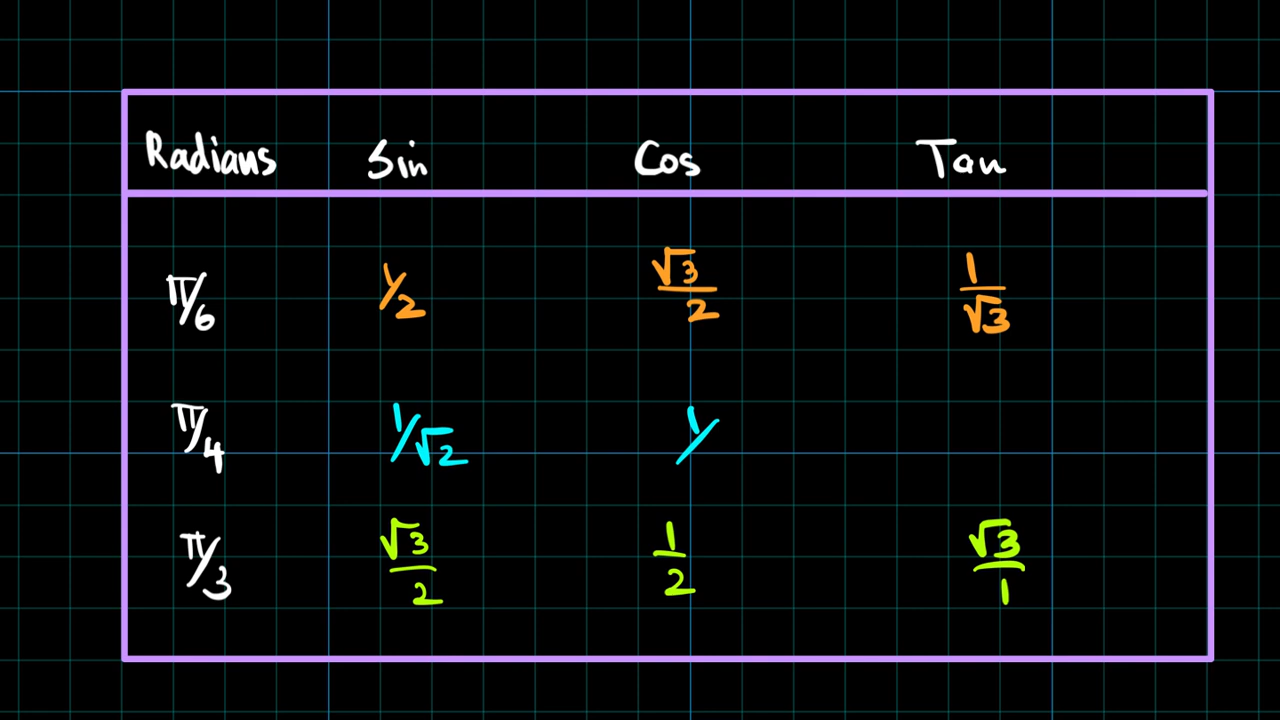 Radians Sin Cos Tan
π/6 1/2 √3/2 1/√3
π/4 1/√2 1/
π/3 √3/2 1/2 √3/1